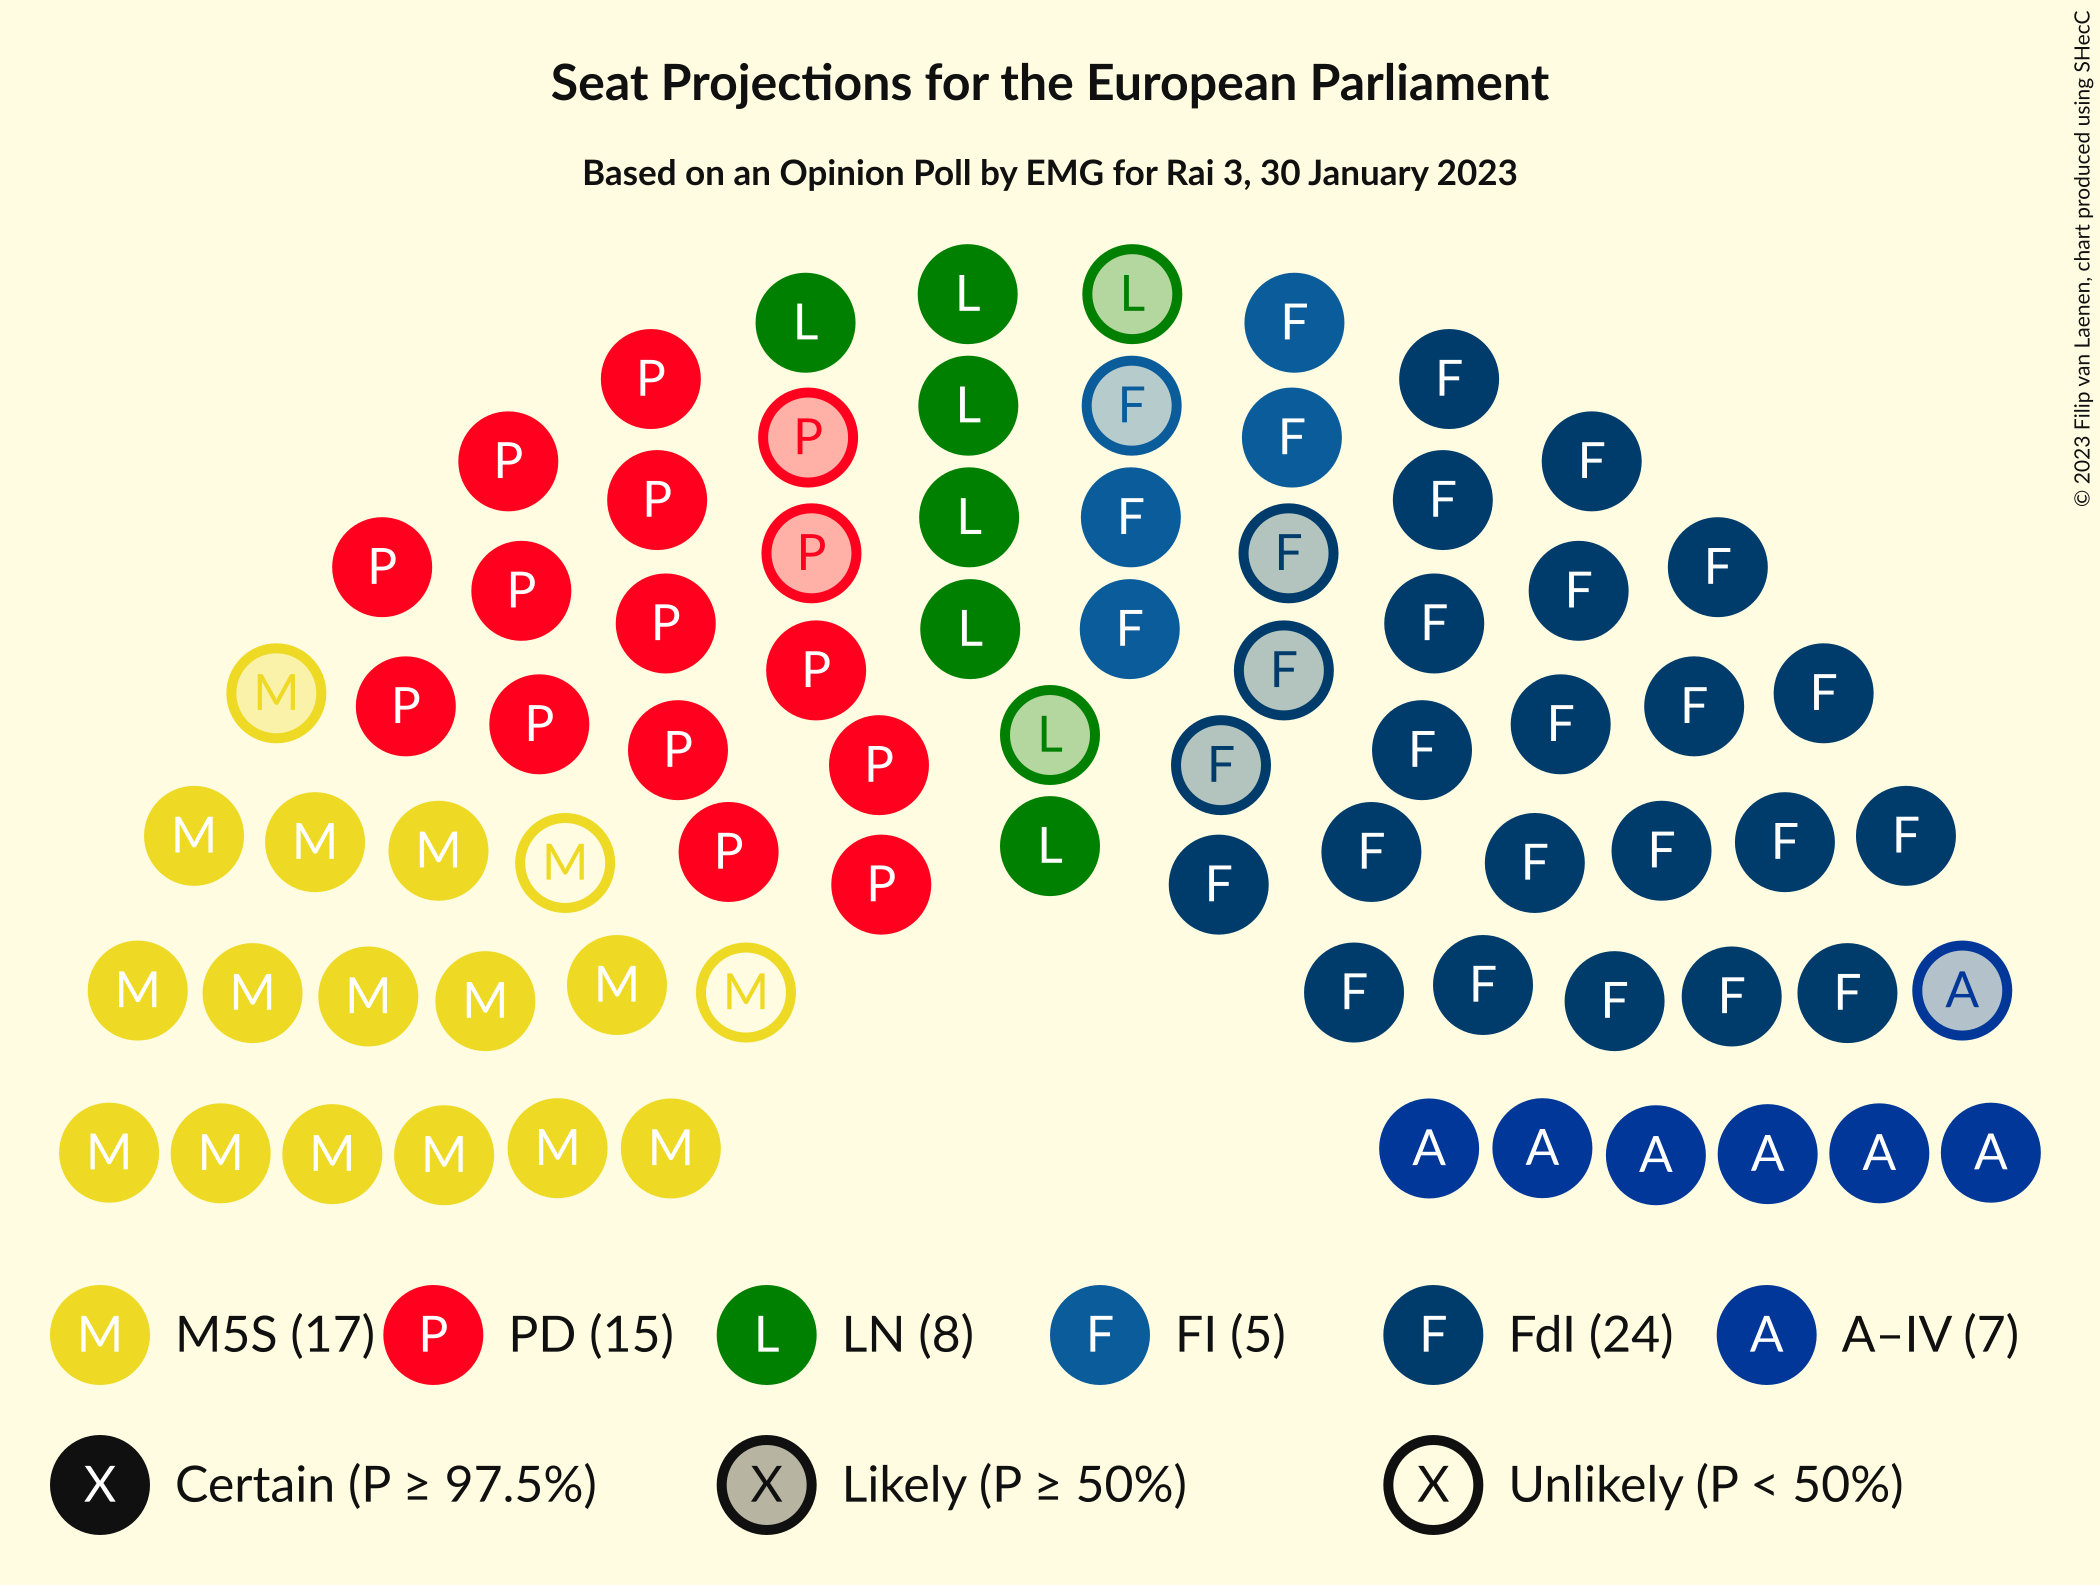 Seat Projections for the European Parliament
Based on an Opinion Poll by EMG for Rai 3, 30 January 2023
© 2023 Filip van Laenen, chart produced using SHecC
L L
L F
P F
L F
P F
P F
P F
L F
P F
P F
P F
P F
L F
P F
P F
M P P P P L F F F F F F
M M M M P P L F F F F F F
M M M M M M F F F F F A
M M M M M M A A A A A A
M M5S (17) P PD (15) L LN (8) F FI (5) F FdI (24) A A–IV (7)
X Certain (P ≥ 97.5%) X Likely (P ≥ 50%) X Unlikely (P < 50%)